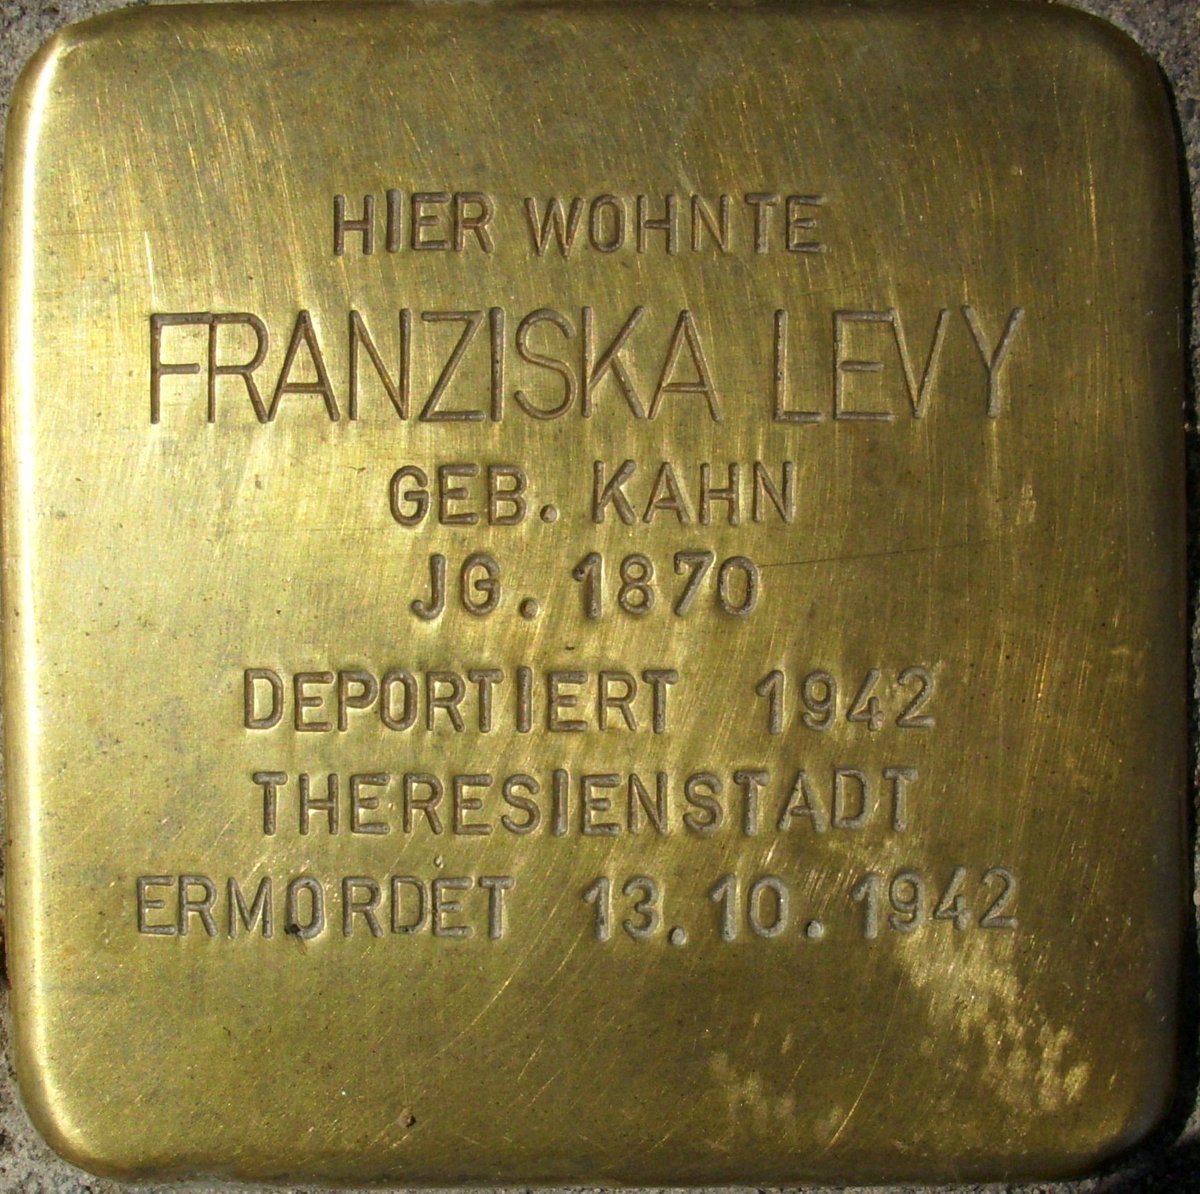 HIER WOHNTE
FRANZISKA LEVY
GEB. KAHN
JG. 1870
DEPORTIERT 1942
THERESIENSTADT
ERMORDET 13.10.1942